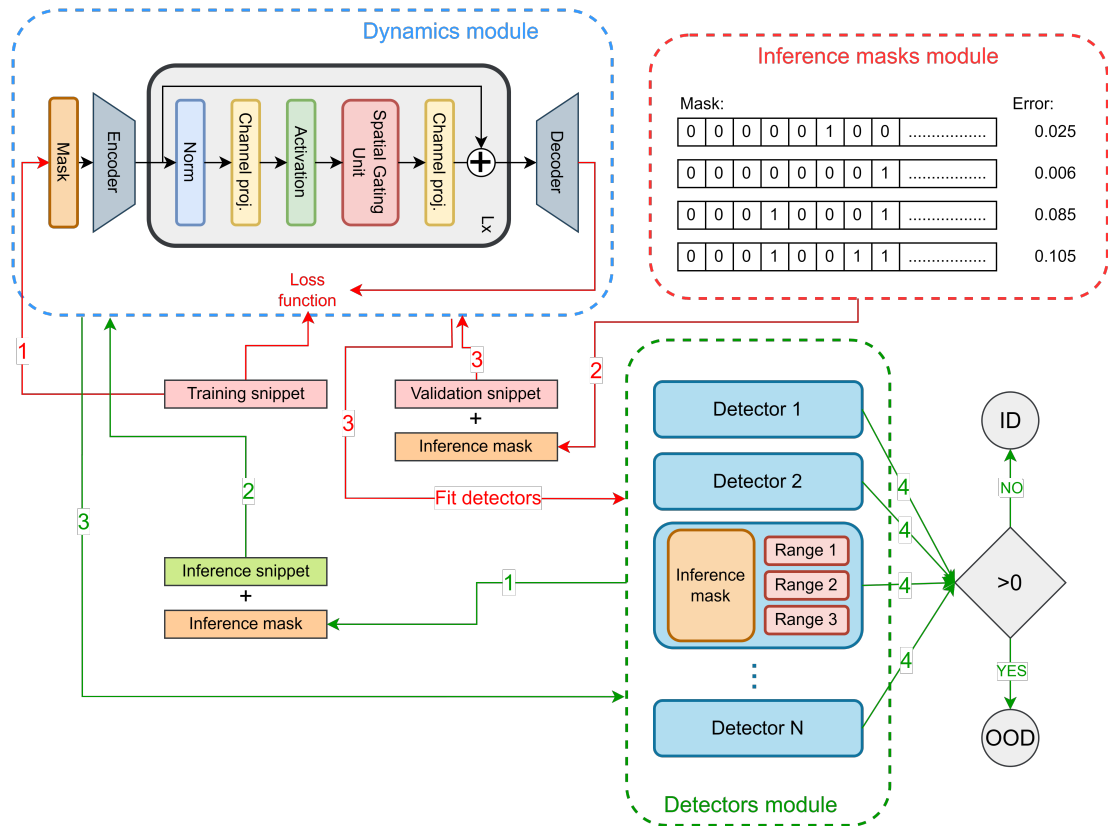 Dynamics module
Mask
Encoder
Norm
Channel proj.
Activation
Spatial Gating
Unit
Channel proj.
Lx
Decoder
Loss
function
Inference masks module
Mask:
Error:
0 0 0 0 0 1 0 0 ..................
0.025
0 0 0 0 0 0 0 1 ..................
0.006
0 0 0 1 0 0 0 1 ..................
0.085
0 0 0 1 0 0 1 1 ..................
0.105
1
3
2
3
Training snippet
Validation snippet
+
Inference mask
Fit detectors
2
3
Inference snippet
+
Inference mask
1
Detector 1
Detector 2
Inference
mask
Range 1
Range 2
Range 3
Detector N
Detectors module
4
4
4
4
ID
NO
>0
YES
OOD